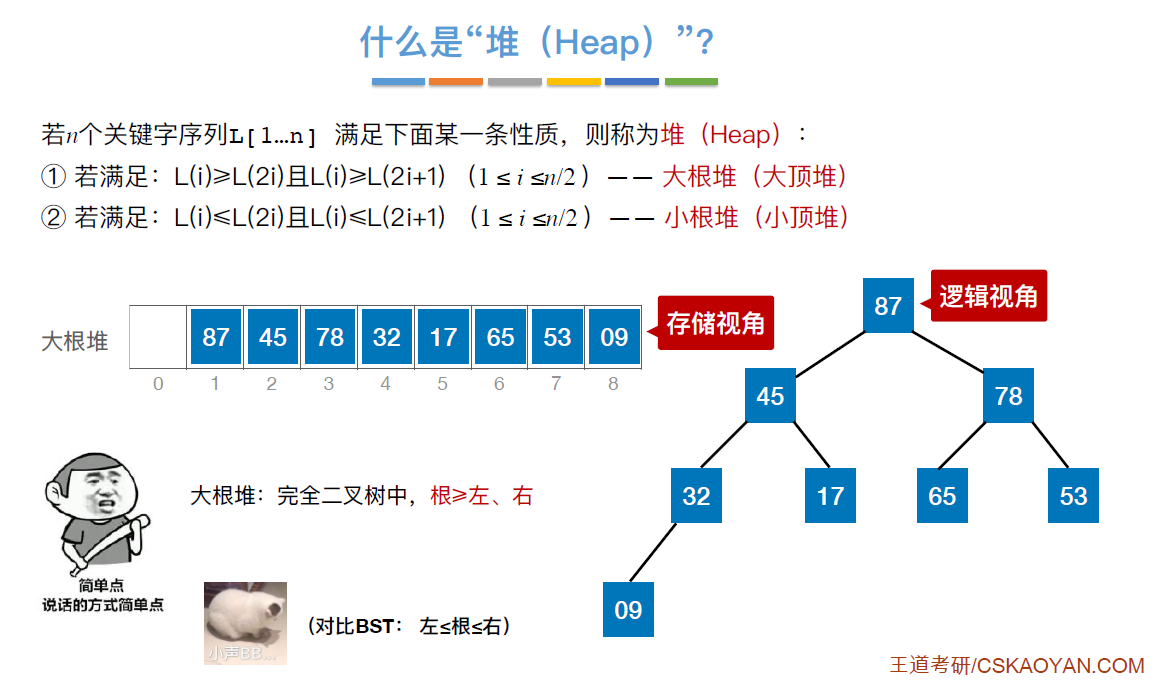 什么是“堆（Heap）”?
若n个关键字序列L[1…n] 满足下面某一条性质，则称为堆（Heap）：
① 若满足：L(i)≥L(2i)且L(i)≥L(2i+1) （1 ≤ i ≤n/2 ）—— 大根堆（大顶堆）
② 若满足：L(i)≤L(2i)且L(i)≤L(2i+1) （1 ≤ i ≤n/2 ）—— 小根堆（小顶堆）
大根堆
87 45 78 32 17 65 53 09
0 1 2 3 4 5 6 7 8
存储视角
逻辑视角
87
45 78
32 17 65 53
09
大根堆：完全二叉树中，根≥左、右
简单点
说话的方式简单点
小声BB...
（对比BST： 左≤根≤右）
王道考研/CSKAOYAN.COM